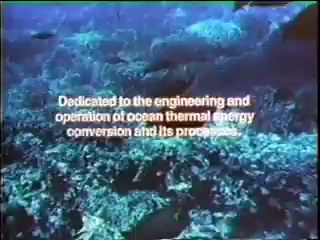 Dedicated to the engineering and
operation of ocean thermal energy
conversion and its processes.